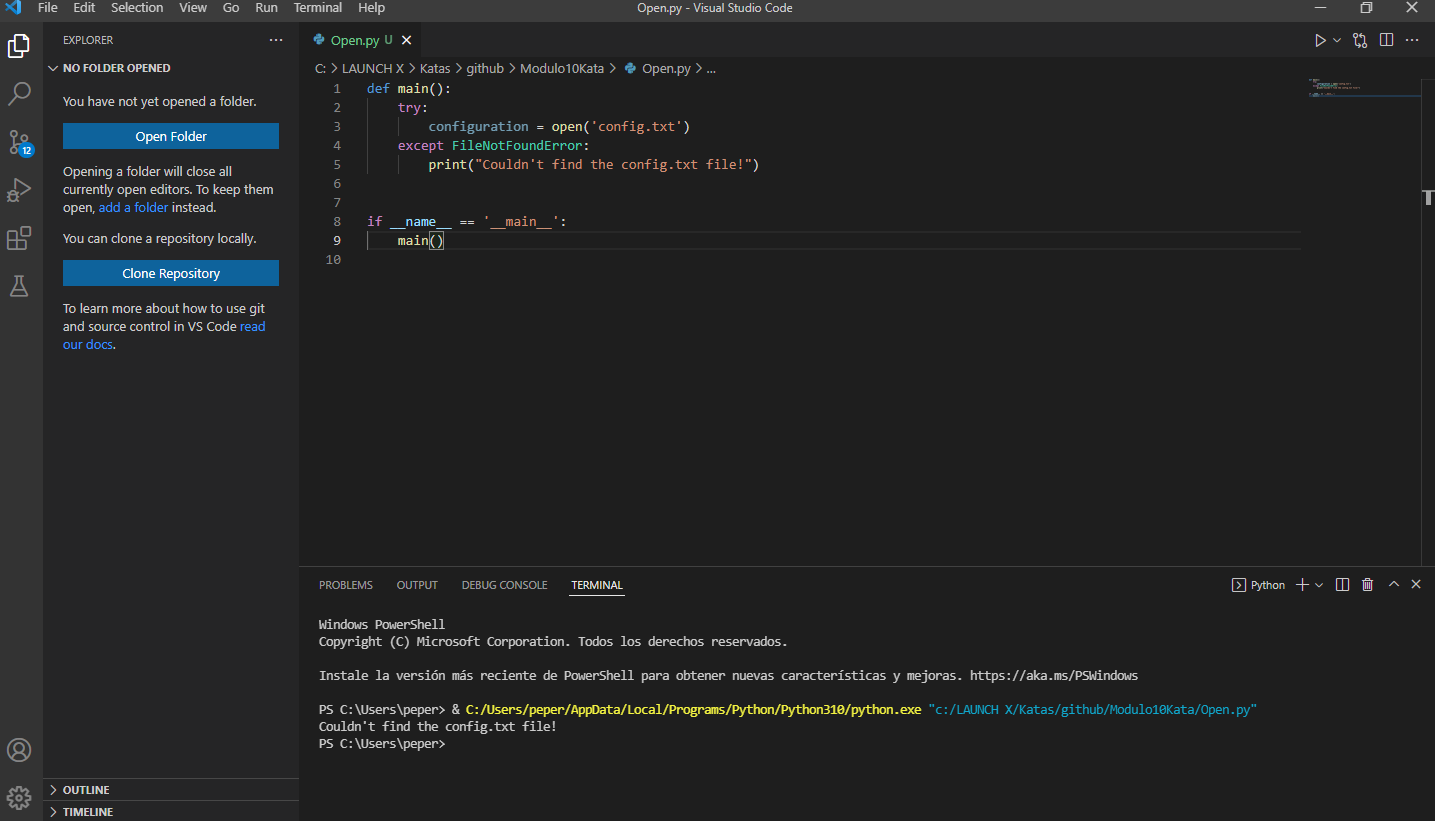 File Edit Selection View Go Run Terminal Help Open.py - Visual Studio Code
EXPLORER
NO FOLDER OPENED
You have not yet opened a folder.
Open Folder
Opening a folder will close all
currently open editors. To keep them
open, add a folder instead.
You can clone a repository locally.
Clone Repository
To learn more about how to use git
and source control in VS Code read
our docs.
12
OUTLINE
TIMELINE
Open.py U
C: > LAUNCH X > Katas > github > Modulo10Kata > Open.py > ...
1 def main():
2     try:
3         configuration = open('config.txt')
4     except FileNotFoundError:
5         print("Couldn't find the config.txt file!")
6
7
8 if __name__ == '__main__':
9     main()
10
PROBLEMS OUTPUT DEBUG CONSOLE TERMINAL Python
Windows PowerShell
Copyright (C) Microsoft Corporation. Todos los derechos reservados.
Instale la versión más reciente de PowerShell para obtener nuevas características y mejoras. https://aka.ms/PSWindows
PS C:\Users\peper> & C:/Users/peper/AppData/Local/Programs/Python/Python310/python.exe "c:/LAUNCH X/Katas/github/Modulo10Kata/Open.py"
Couldn't find the config.txt file!
PS C:\Users\peper>